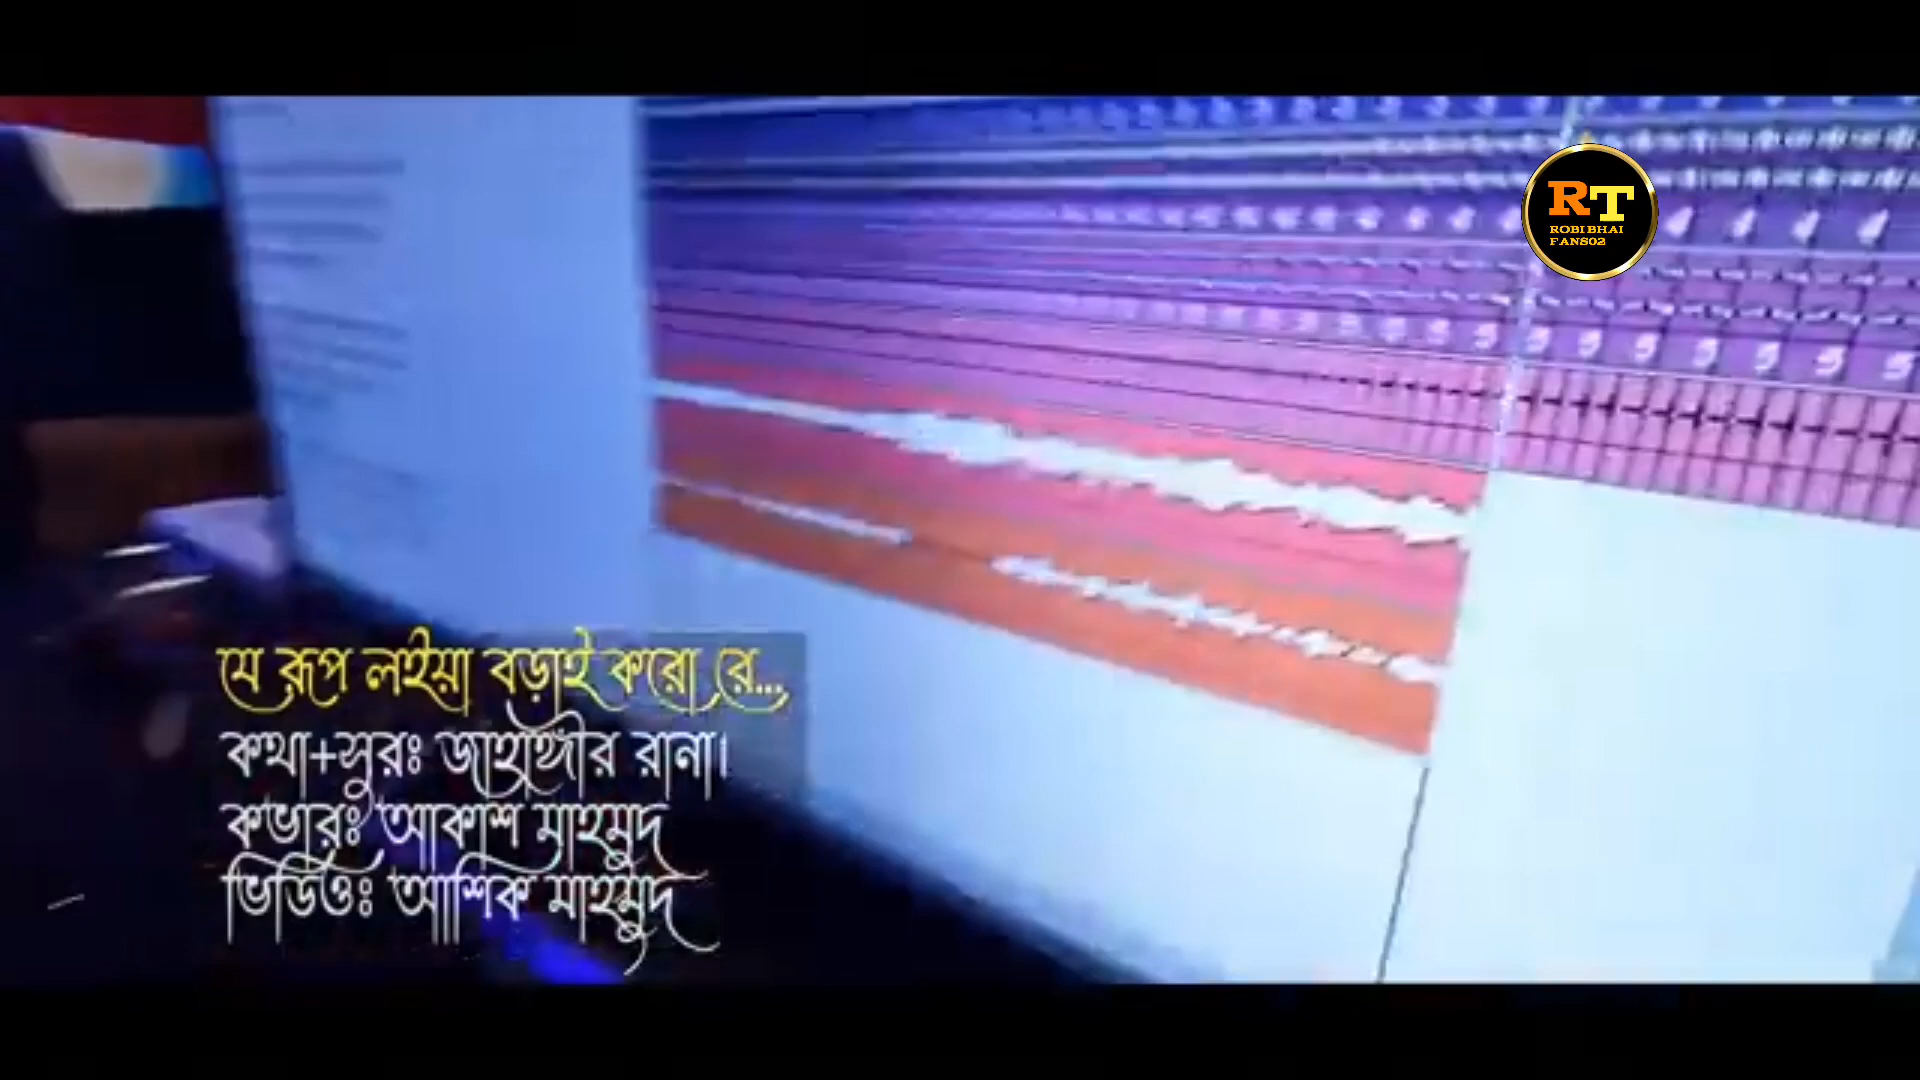 RT
ROBI BHAI
FANS02
যে রূপ লইয়া বড়াই করো রে...
কথা+সুরঃ জাহাঙ্গীর রানা।
কভারঃ আকাশ মাহমুদ
ভিডিওঃ আশিক মাহমুদ